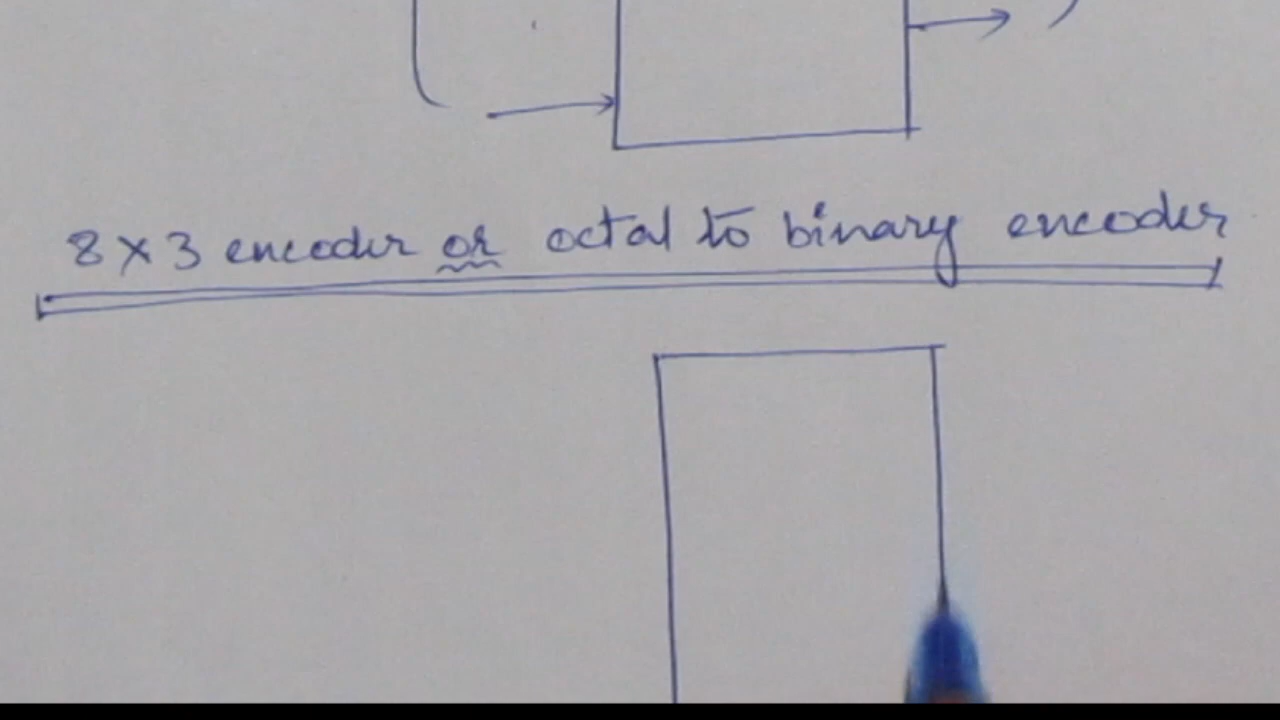 8×3 encoder or octal to binary encoder